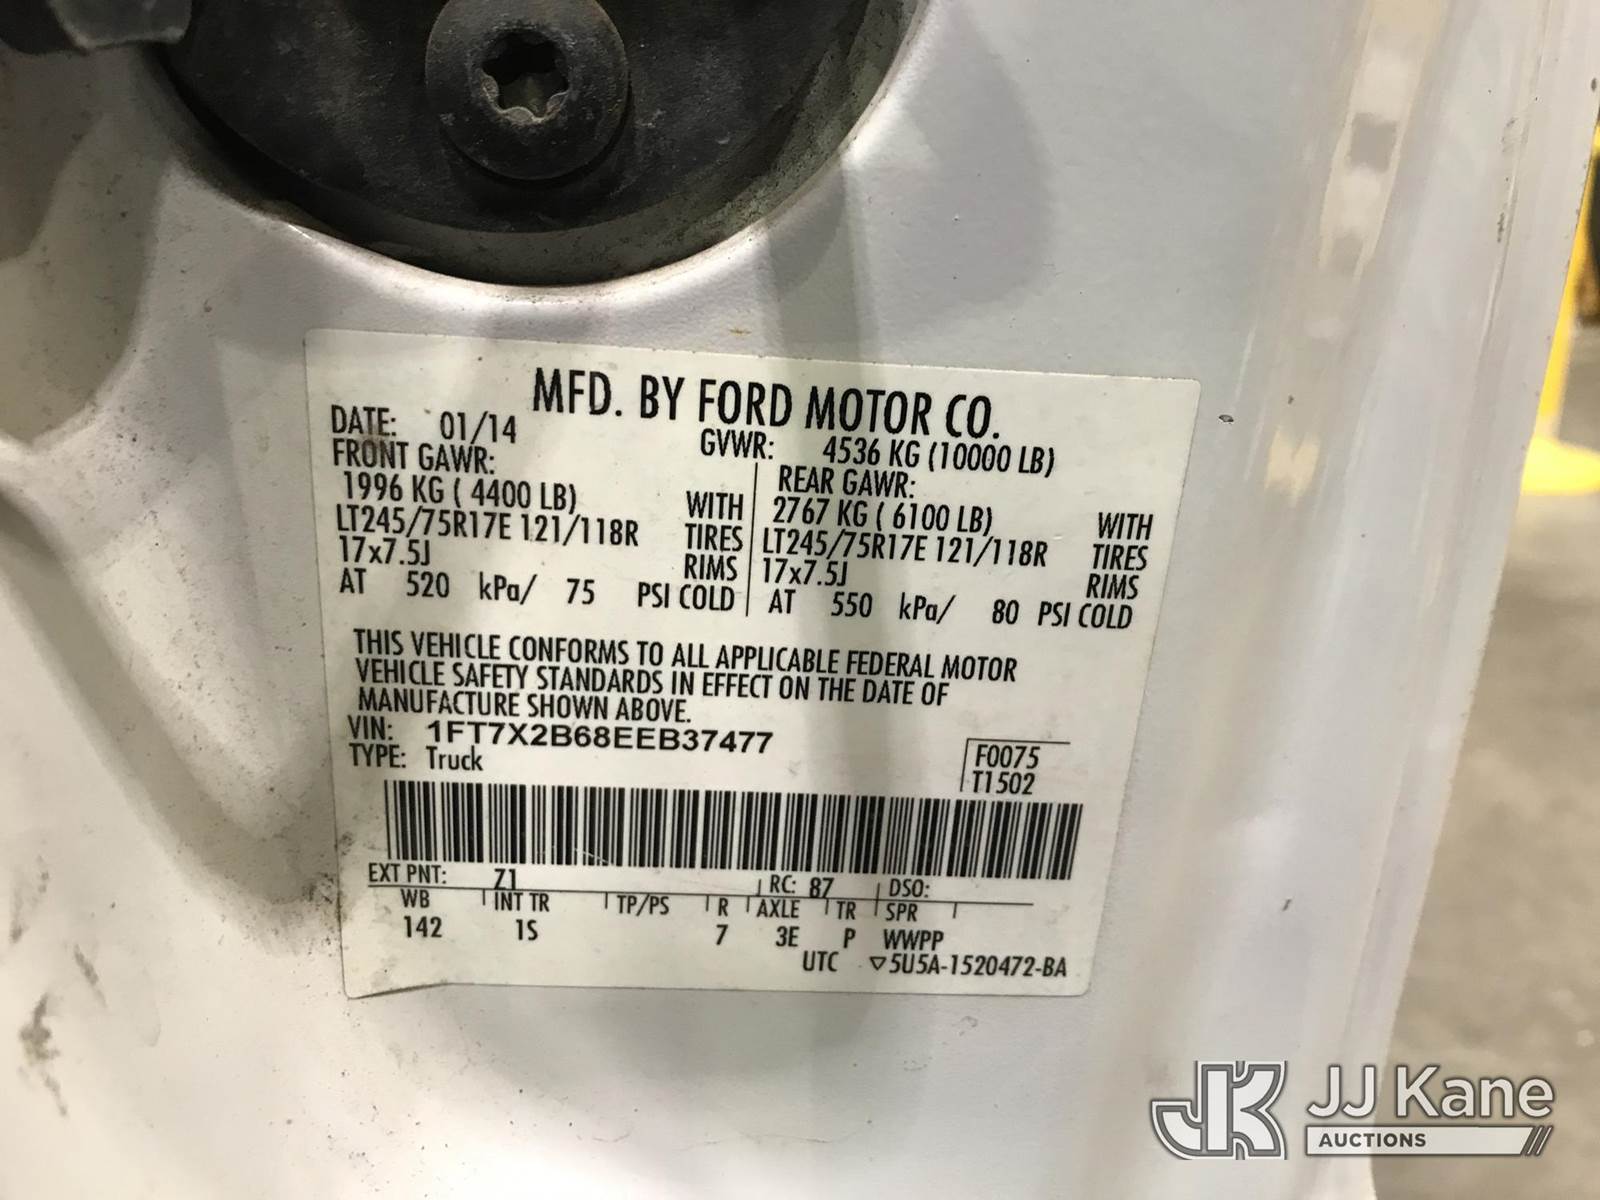 MFD. BY FORD MOTOR CO.
DATE: 01/14 GVWR: 4536 KG (10000 LB)
FRONT GAWR: REAR GAWR:
1996 KG ( 4400 LB) WITH 2767 KG ( 6100 LB) WITH
LT245/75R17E 121/118R TIRES LT245/75R17E 121/118R TIRES
17x7.5J RIMS 17x7.5J RIMS
AT 520 kPa/ 75 PSI COLD AT 550 kPa/ 80 PSI COLD
THIS VEHICLE CONFORMS TO ALL APPLICABLE FEDERAL MOTOR
VEHICLE SAFETY STANDARDS IN EFFECT ON THE DATE OF
MANUFACTURE SHOWN ABOVE.
VIN: 1FT7X2B68EEB37477
TYPE: Truck
F0075
T1502
EXT PNT: Z1 RC: 87 DSO:
WB INT TR TP/PS R AXLE TR SPR
142 1S 7 3E P WWPP
UTC ▽5U5A-1520472-BA
JK JJ Kane
AUCTIONS